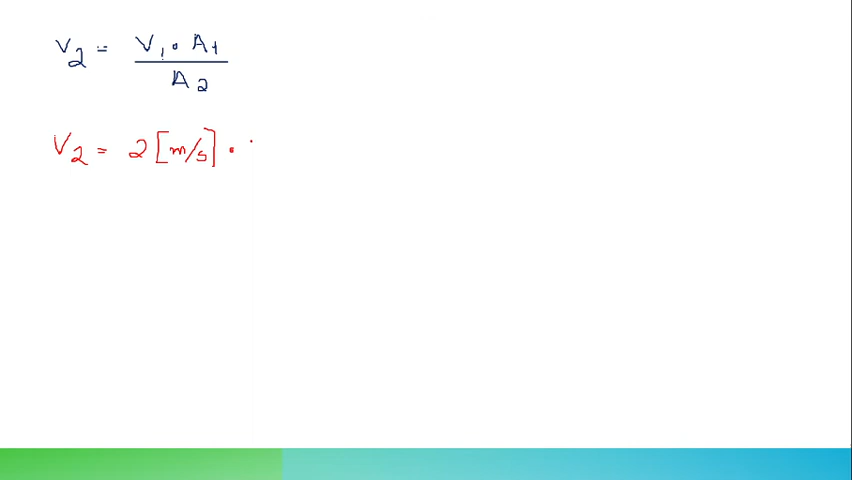 V₂ = V₁ • A₁ / A₂
V₂ = 2 [m/s] •